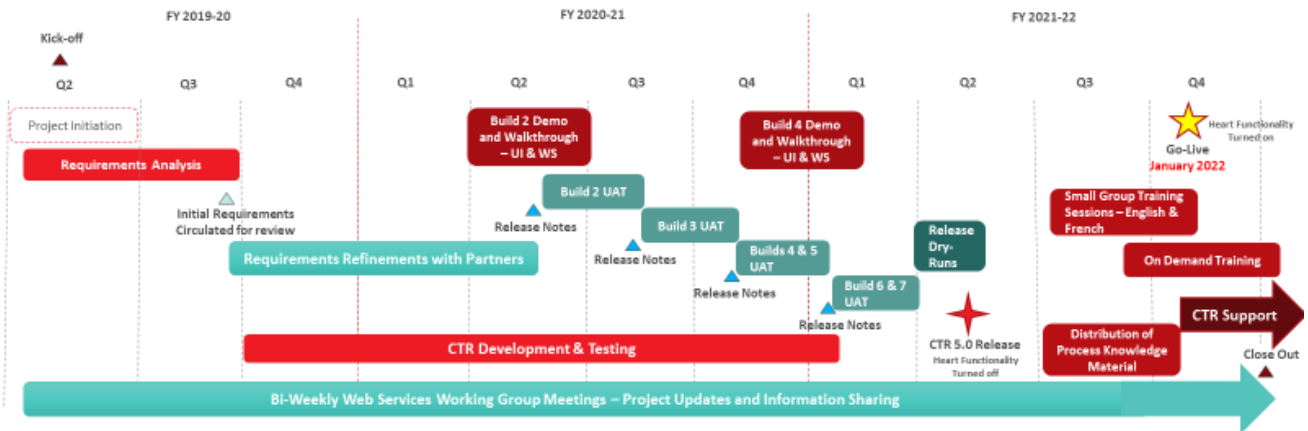 FY 2019-20
FY 2020-21
FY 2021-22
Kick-off
Q2
Q3
Q4
Q1
Q2
Q3
Q4
Q1
Q2
Q3
Q4
Project Initiation
Requirements Analysis
Initial Requirements
Circulated for review
Requirements Refinements with Partners
CTR Development & Testing
Build 2 Demo
and Walkthrough
– UI & WS
Build 2 UAT
Release Notes
Build 3 UAT
Release Notes
Builds 4 & 5
UAT
Release Notes
Build 4 Demo
and Walkthrough
– UI & WS
Build 6 & 7
UAT
Release Notes
Release
Dry-
Runs
CTR 5.0 Release
Heart Functionality
Turned off
Heart Functionality
Turned on
Go-Live
January 2022
Small Group Training
Sessions – English &
French
On Demand Training
CTR Support
Distribution of
Process Knowledge
Material
Close Out
Bi-Weekly Web Services Working Group Meetings – Project Updates and Information Sharing